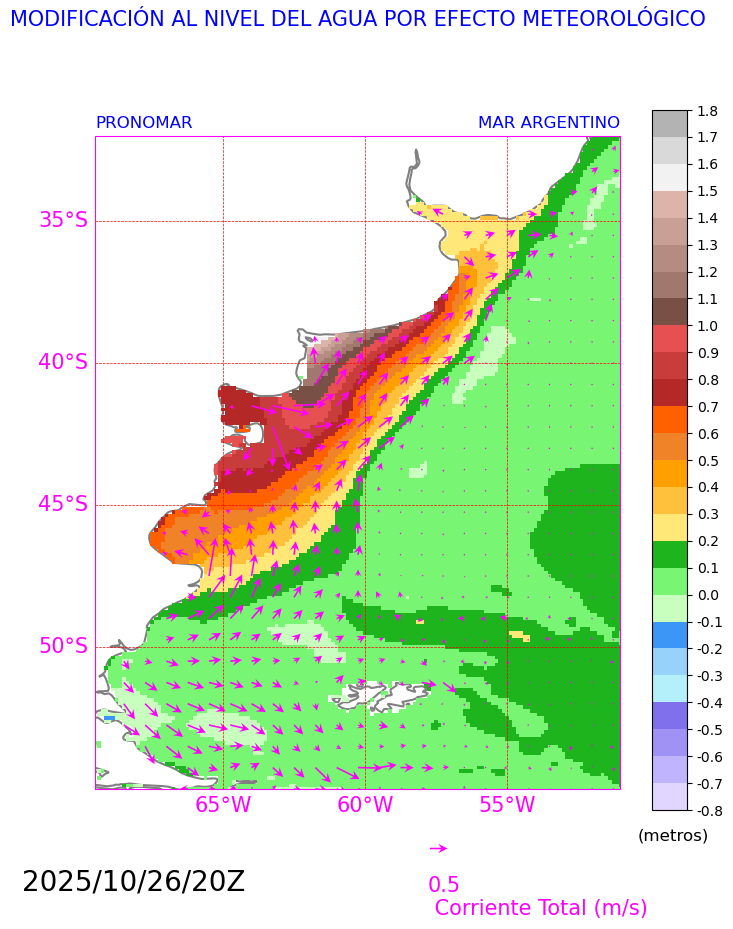 MODIFICACIÓN AL NIVEL DEL AGUA POR EFECTO METEOROLÓGICO
PRONOMAR MAR ARGENTINO
35°S
40°S
45°S
50°S
65°W 60°W 55°W
1.8
1.7
1.6
1.5
1.4
1.3
1.2
1.1
1.0
0.9
0.8
0.7
0.6
0.5
0.4
0.3
0.2
0.1
0.0
-0.1
-0.2
-0.3
-0.4
-0.5
-0.6
-0.7
-0.8
(metros)
2025/10/26/20Z
0.5
Corriente Total (m/s)